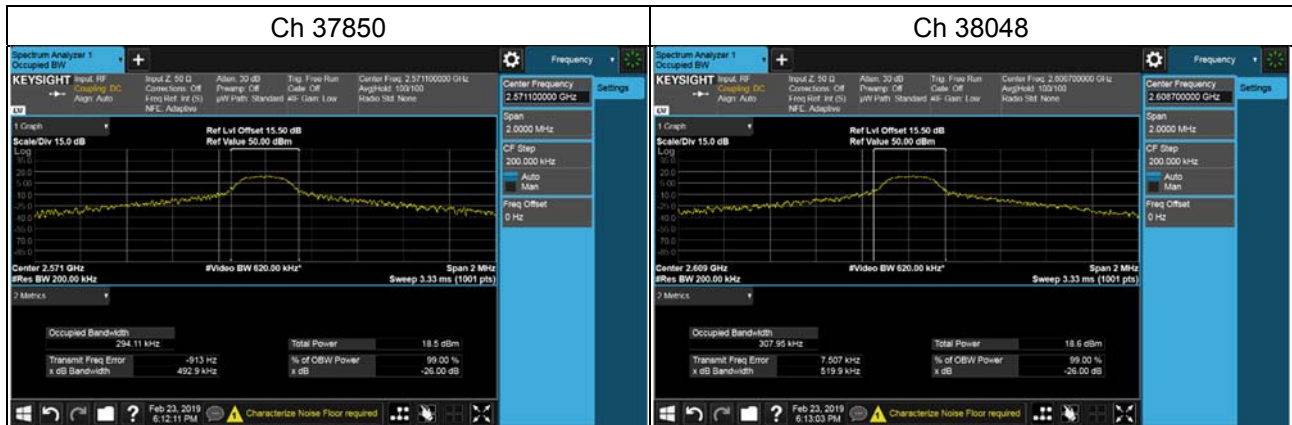 Ch 37850
Spectrum Analyzer 1
Occupied BW
KEYSIGHT
Input: RF
Coupling: DC
Align: Auto
Input Z: 50 Ω
Corrections: Off
Freq Ref: Int (S)
NFE: Adaptive
Atten: 30 dB
Preamp: Off
µW Path: Standard
Trig: Free Run
Gate: Off
#IF Gain: Low
Center Freq: 2.571100000 GHz
Avg|Hold: 100/100
Radio Std: None
LXI
1 Graph
Scale/Div 15.0 dB
Ref Lvl Offset 15.50 dB
Ref Value 50.00 dBm
Log
Center 2.571 GHz
#Res BW 200.00 kHz
#Video BW 620.00 kHz*
Span 2 MHz
Sweep 3.33 ms (1001 pts)
2 Metrics
Occupied Bandwidth
294.11 kHz
Total Power 18.5 dBm
Transmit Freq Error -913 Hz
% of OBW Power 99.00 %
x dB Bandwidth 492.9 kHz
x dB -26.00 dB
Frequency
Settings
Center Frequency
2.571100000 GHz
Span
2.0000 MHz
CF Step
200.000 kHz
Auto
Man
Freq Offset
0 Hz
?
Feb 23, 2019
6:12:11 PM
Characterize Noise Floor required
Ch 38048
Spectrum Analyzer 1
Occupied BW
KEYSIGHT
Input: RF
Coupling: DC
Align: Auto
Input Z: 50 Ω
Corrections: Off
Freq Ref: Int (S)
NFE: Adaptive
Atten: 30 dB
Preamp: Off
µW Path: Standard
Trig: Free Run
Gate: Off
#IF Gain: Low
Avg|Hold: 100/100
Radio Std: None
LXI
1 Graph
Scale/Div 15.0 dB
Ref Lvl Offset 15.50 dB
Ref Value 50.00 dBm
Log
Center 2.609 GHz
#Res BW 200.00 kHz
#Video BW 620.00 kHz*
Span 2 MHz
Sweep 3.33 ms (1001 pts)
2 Metrics
Occupied Bandwidth
307.95 kHz
Total Power 18.6 dBm
Transmit Freq Error 7.507 kHz
% of OBW Power 99.00 %
x dB Bandwidth 519.9 kHz
x dB -26.00 dB
Frequency
Settings
Center Frequency
2.608700000 GHz
Span
2.0000 MHz
CF Step
200.000 kHz
Auto
Man
Freq Offset
0 Hz
?
Feb 23, 2019
6:13:03 PM
Characterize Noise Floor required